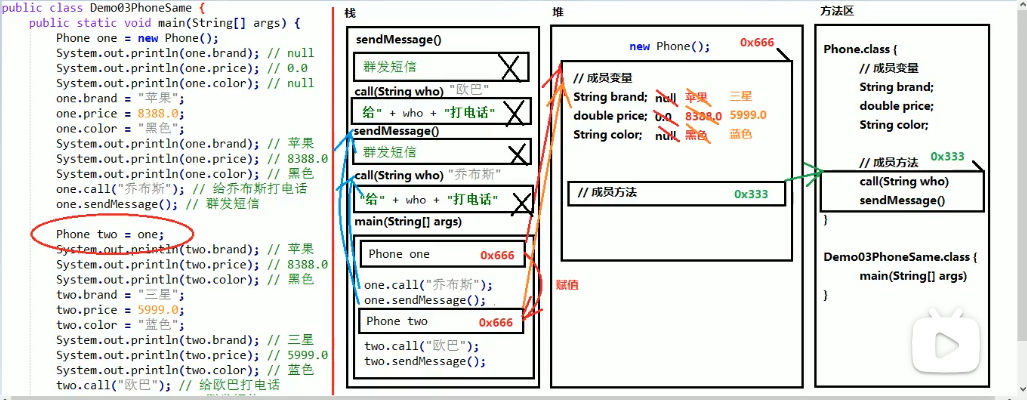 public class Demo03PhoneSame {
public static void main(String[] args) {
Phone one = new Phone();
System.out.println(one.brand); // null
System.out.println(one.price); // 0.0
System.out.println(one.color); // null
one.brand = "苹果";
one.price = 8388.0;
one.color = "黑色";
System.out.println(one.brand); // 苹果
System.out.println(one.price); // 8388.0
System.out.println(one.color); // 黑色
one.call("乔布斯"); // 给乔布斯打电话
one.sendMessage(); // 群发短信
Phone two = one;
System.out.println(two.brand); // 苹果
System.out.println(two.price); // 8388.0
System.out.println(two.color); // 黑色
two.brand = "三星";
two.price = 5999.0;
two.color = "蓝色";
System.out.println(two.brand); // 三星
System.out.println(two.price); // 5999.0
System.out.println(two.color); // 蓝色
two.call("欧巴"); // 给欧巴打电话
栈
sendMessage()
群发短信
call(String who) "欧巴"
给" + who + "打电话"
sendMessage()
群发短信
call(String who) "乔布斯"
"给" + who + "打电话"
main(String[] args)
Phone one 0x666
one.call("乔布斯");
one.sendMessage();
Phone two 0x666
two.call("欧巴");
two.sendMessage();
赋值
堆
new Phone(); 0x666
// 成员变量
String brand; null 苹果 三星
double price; 0.0 8388.0 5999.0
String color; null 黑色 蓝色
// 成员方法 0x333
方法区
Phone.class {
// 成员变量
String brand;
double price;
String color;
// 成员方法 0x333
call(String who)
sendMessage()
}
Demo03PhoneSame.class {
main(String[] args)
}